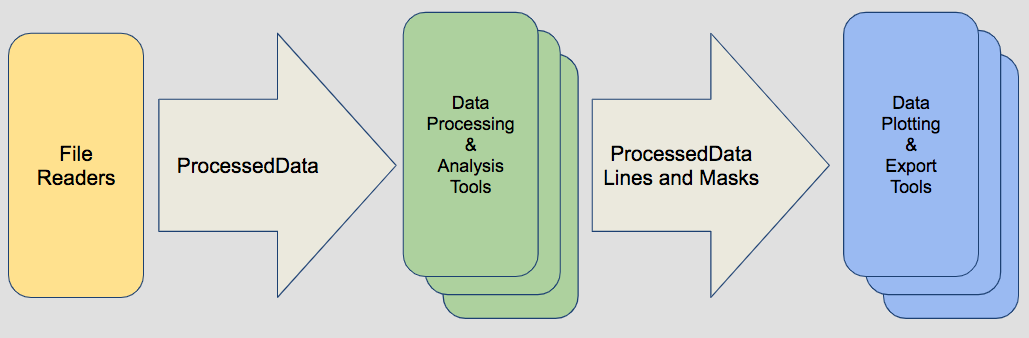 File
Readers
ProcessedData
Data
Processing
&
Analysis
Tools
ProcessedData
Lines and Masks
Data
Plotting
&
Export
Tools